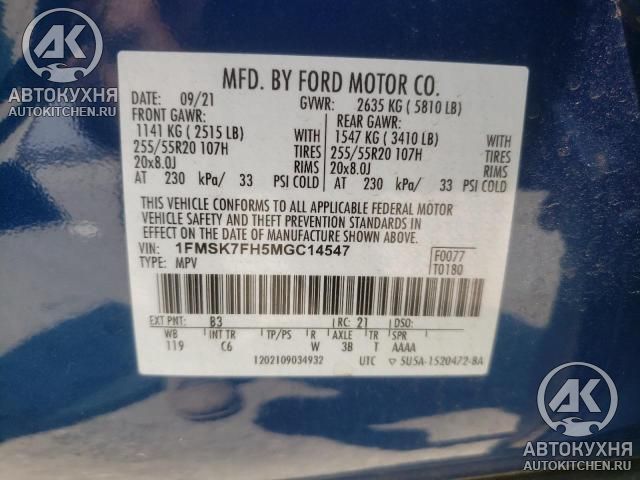 АК
АВТОКУХНЯ
AUTOKITCHEN.RU
MFD. BY FORD MOTOR CO.
DATE: 09/21 GVWR: 2635 KG (5810 LB)
FRONT GAWR: REAR GAWR:
1141 KG (2515 LB) WITH 1547 KG (3410 LB) WITH
255/55R20 107H TIRES 255/55R20 107H TIRES
20x8.0J RIMS 20x8.0J RIMS
AT 230 kPa/ 33 PSI COLD AT 230 kPa/ 33 PSI COLD
THIS VEHICLE CONFORMS TO ALL APPLICABLE FEDERAL MOTOR
VEHICLE SAFETY AND THEFT PREVENTION STANDARDS IN
EFFECT ON THE DATE OF MANUFACTURE SHOWN ABOVE.
VIN: 1FMSK7FH5MGC14547 F0077
TYPE: MPV T0180
EXT PNT: B3 RC: 21 DSO:
WB INT TR TP/PS R AXLE TR SPR
119 C6 W 3B T AAAA
1202109034932 UTC ▽ 5U5A-1520472-BA
АК
АВТОКУХНЯ
AUTOKITCHEN.RU